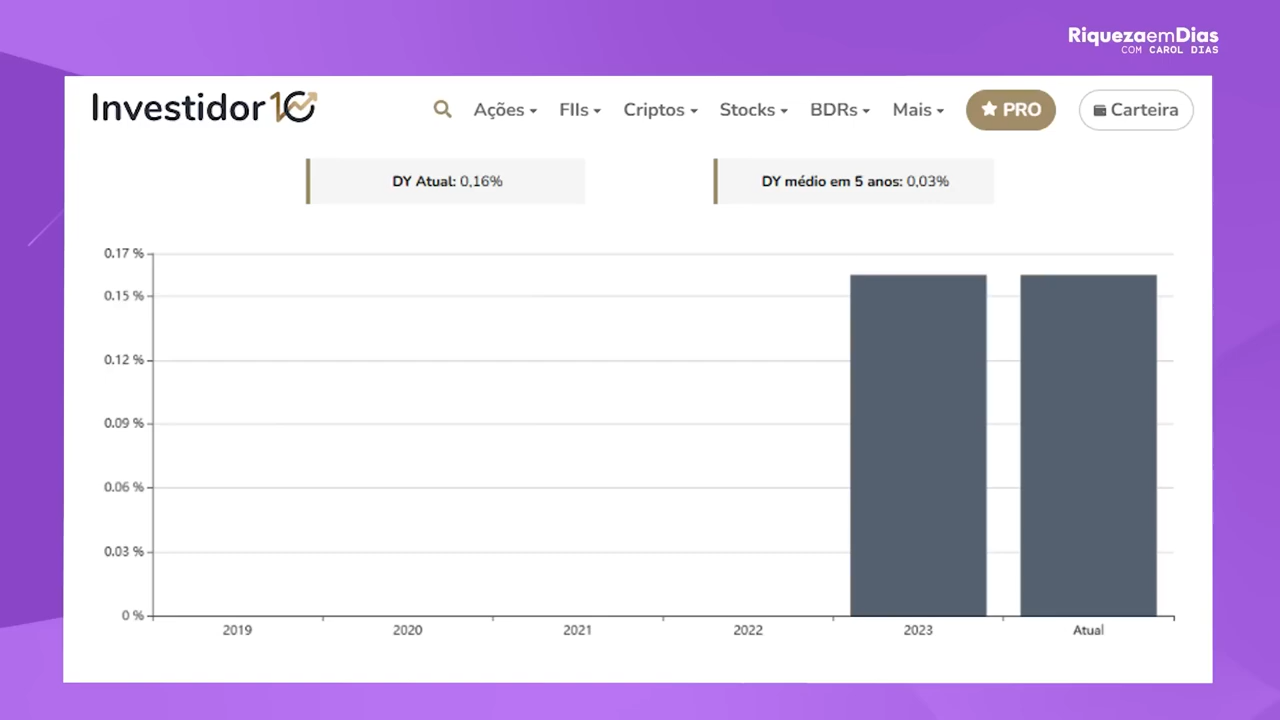 RiquezaemDias
COM CAROL DIAS
Investidor 10
Ações
FIIs
Criptos
Stocks
BDRs
Mais
PRO
Carteira
DY Atual: 0,16%
DY médio em 5 anos: 0,03%
0.17 %
0.15 %
0.12 %
0.09 %
0.06 %
0.03 %
0 %
2019
2020
2021
2022
2023
Atual